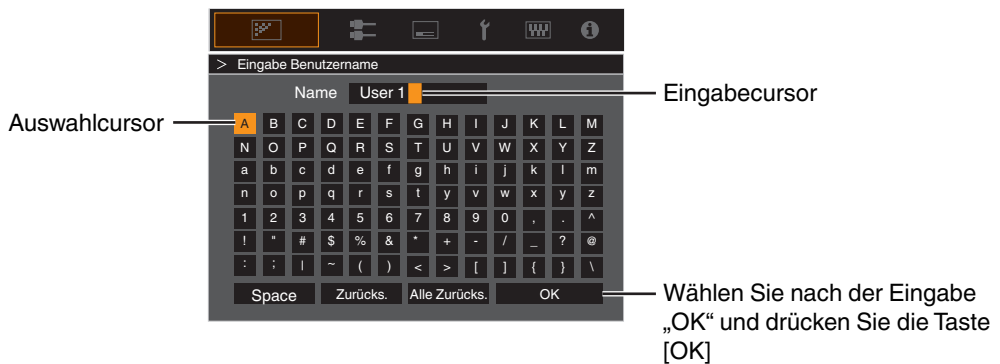 > Eingabe Benutzername
Name User 1
Eingabecursor
Auswahlcursor
A B C D E F G H I J K L M
N O P Q R S T U V W X Y Z
a b c d e f g h i j k l m
n o p q r s t y v w x y z
1 2 3 4 5 6 7 8 9 0 , . ^
! " # $ % & * + - / _ ? @
: ; | ~ ( ) < > [ ] { } \
Space Zurücks. Alle Zurücks. OK
Wählen Sie nach der Eingabe
„OK“ und drücken Sie die Taste
[OK]